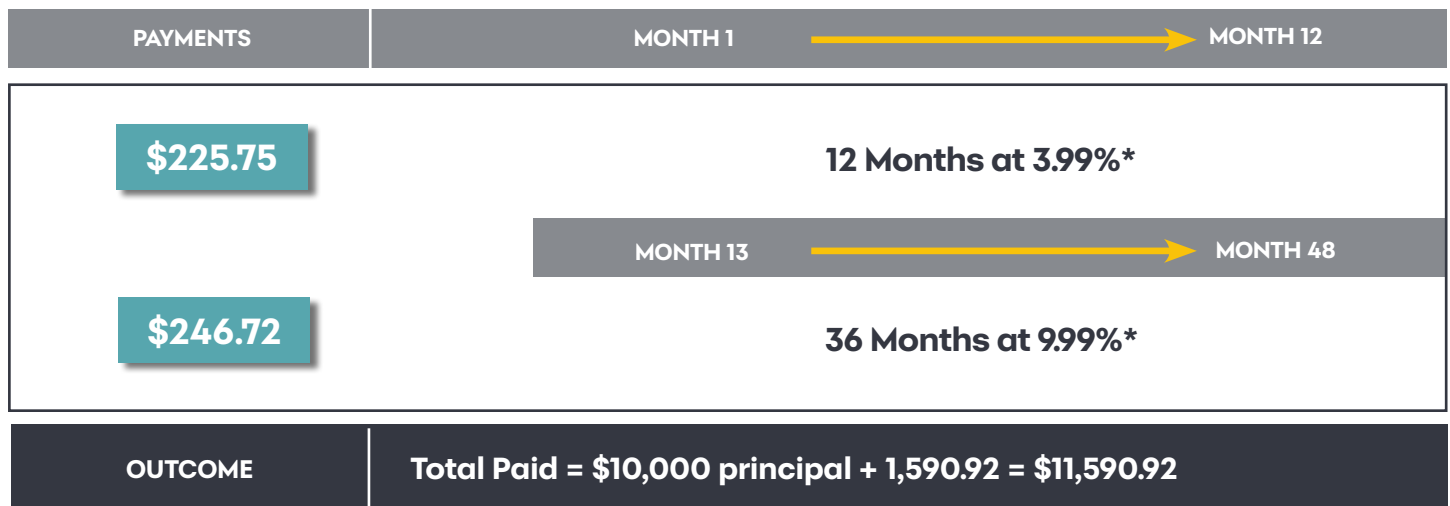 PAYMENTS MONTH 1 MONTH 12
$225.75 12 Months at 3.99%*
MONTH 13 MONTH 48
$246.72 36 Months at 9.99%*
OUTCOME Total Paid = $10,000 principal + 1,590.92 = $11,590.92